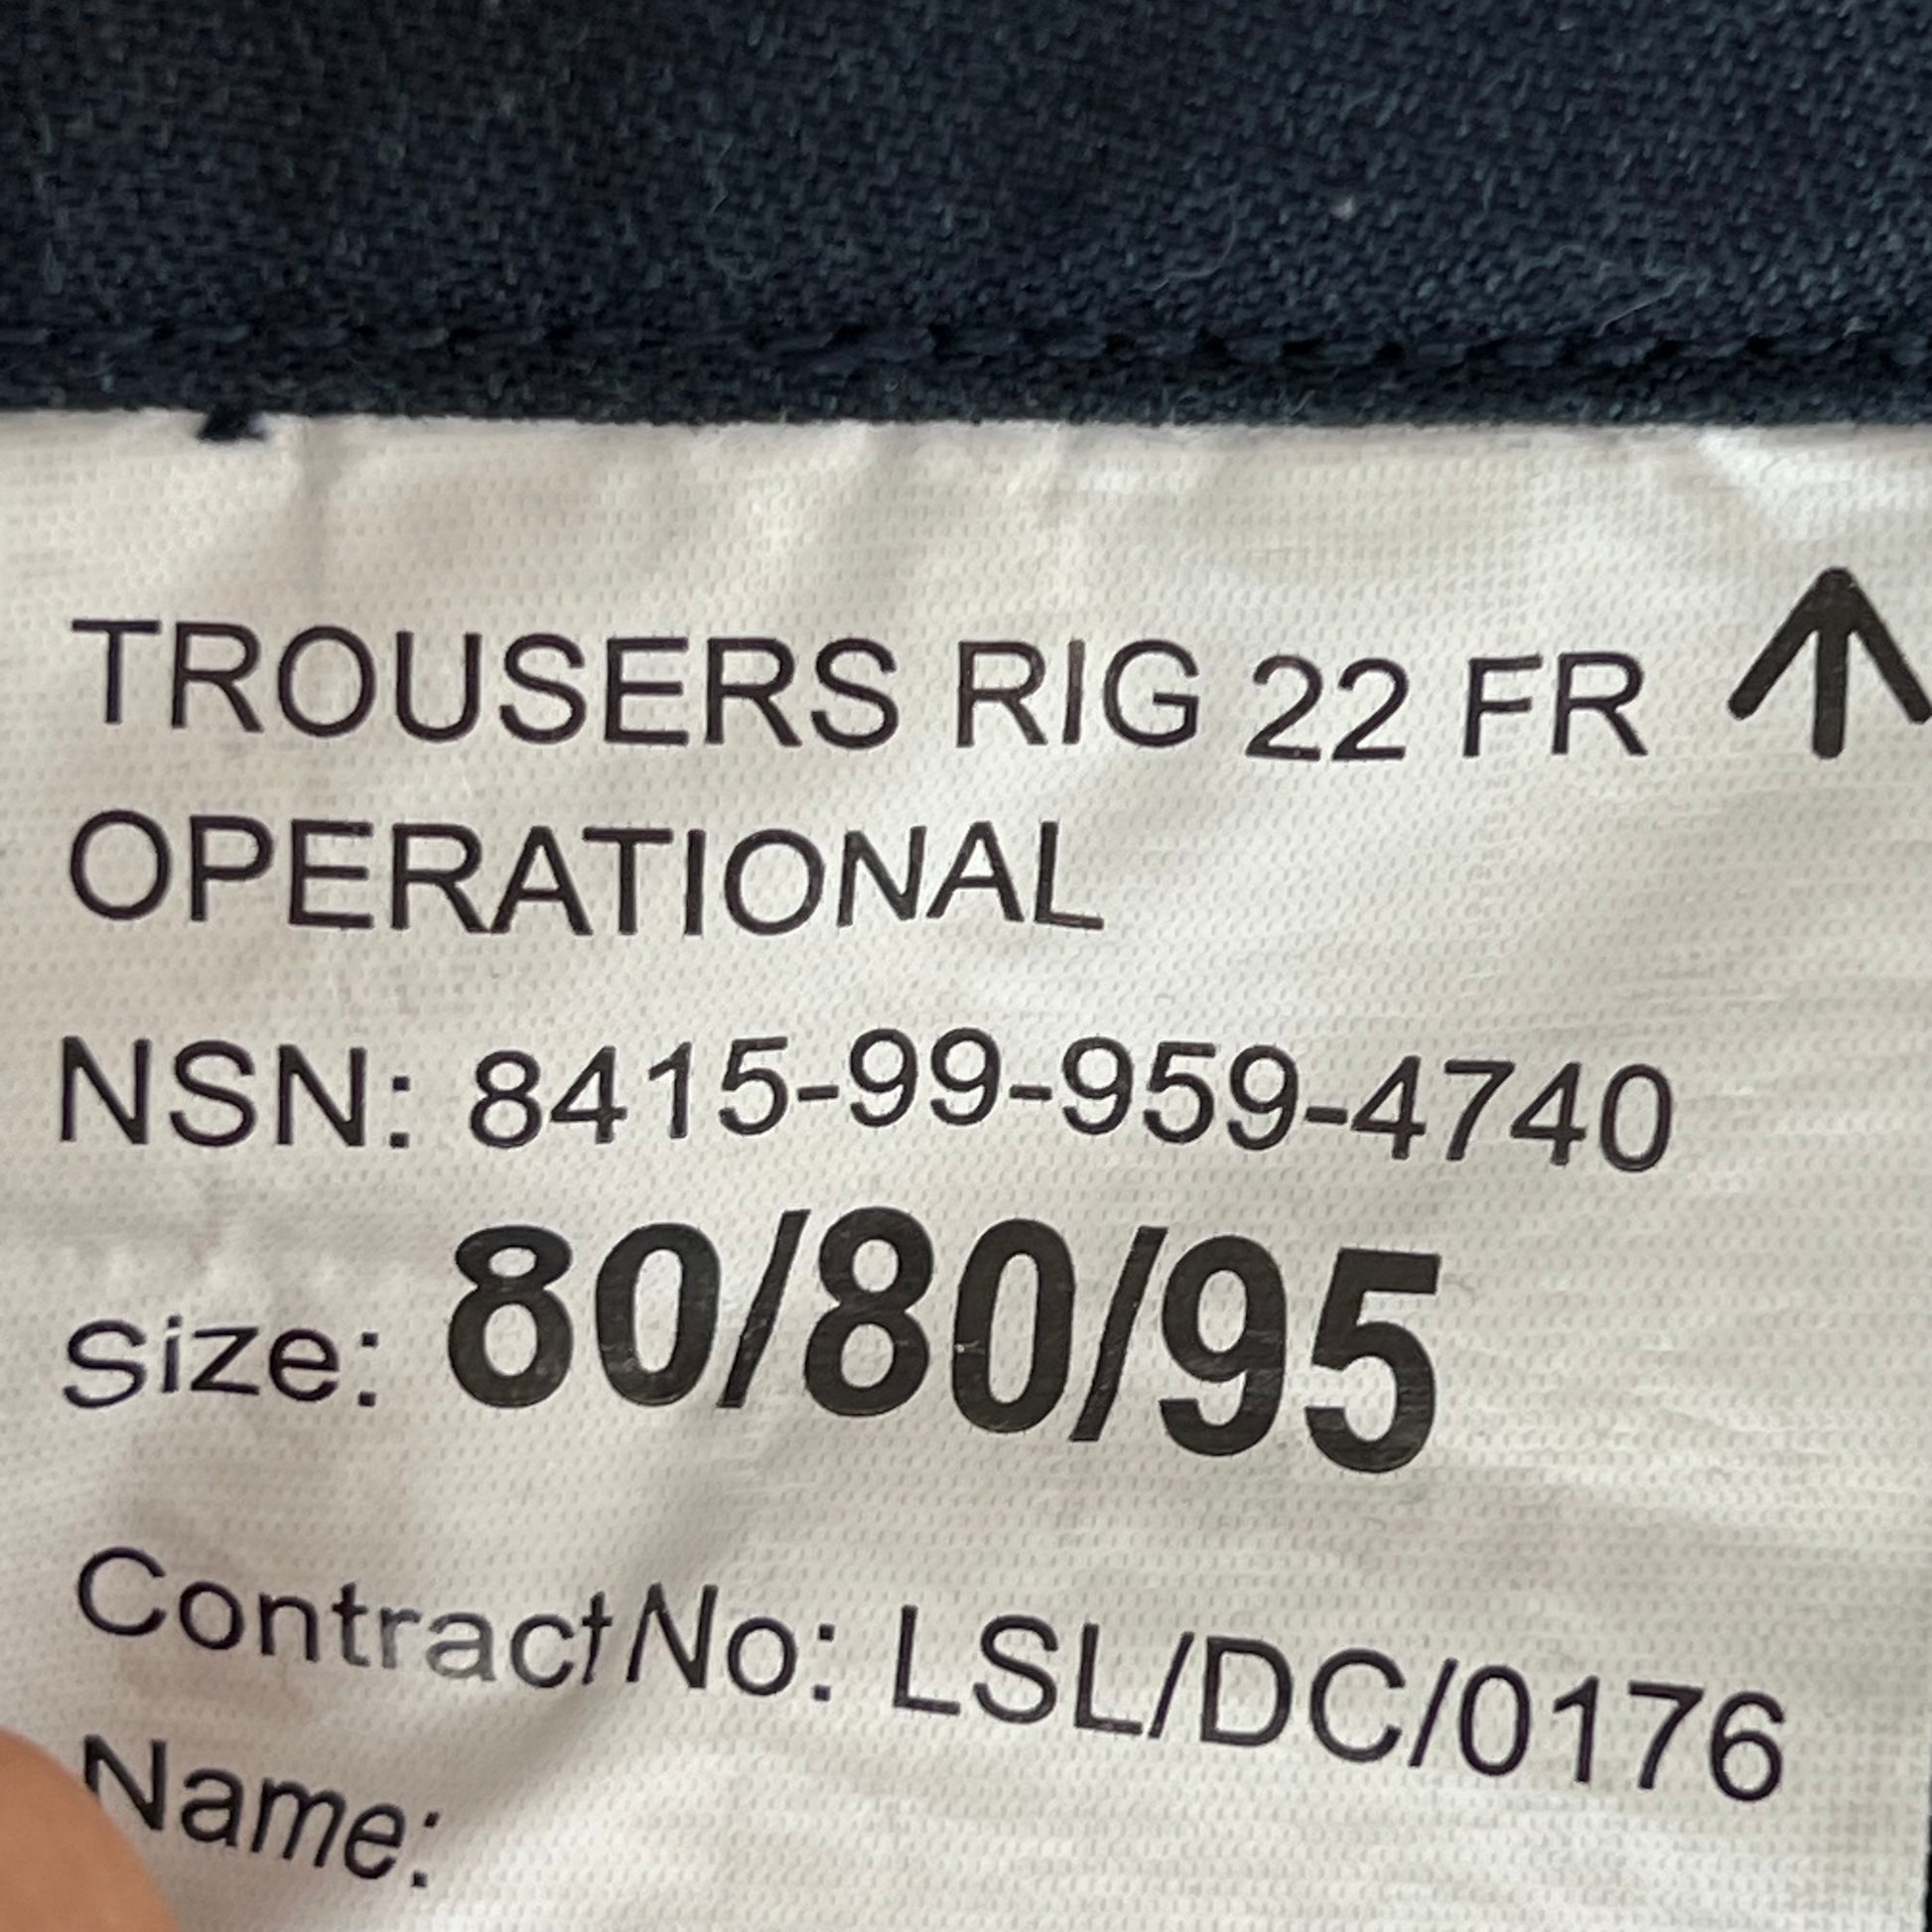 TROUSERS RIG 22 FR
OPERATIONAL
NSN: 8415-99-959-4740
Size: 80/80/95
Contract No: LSL/DC/0176
Name: